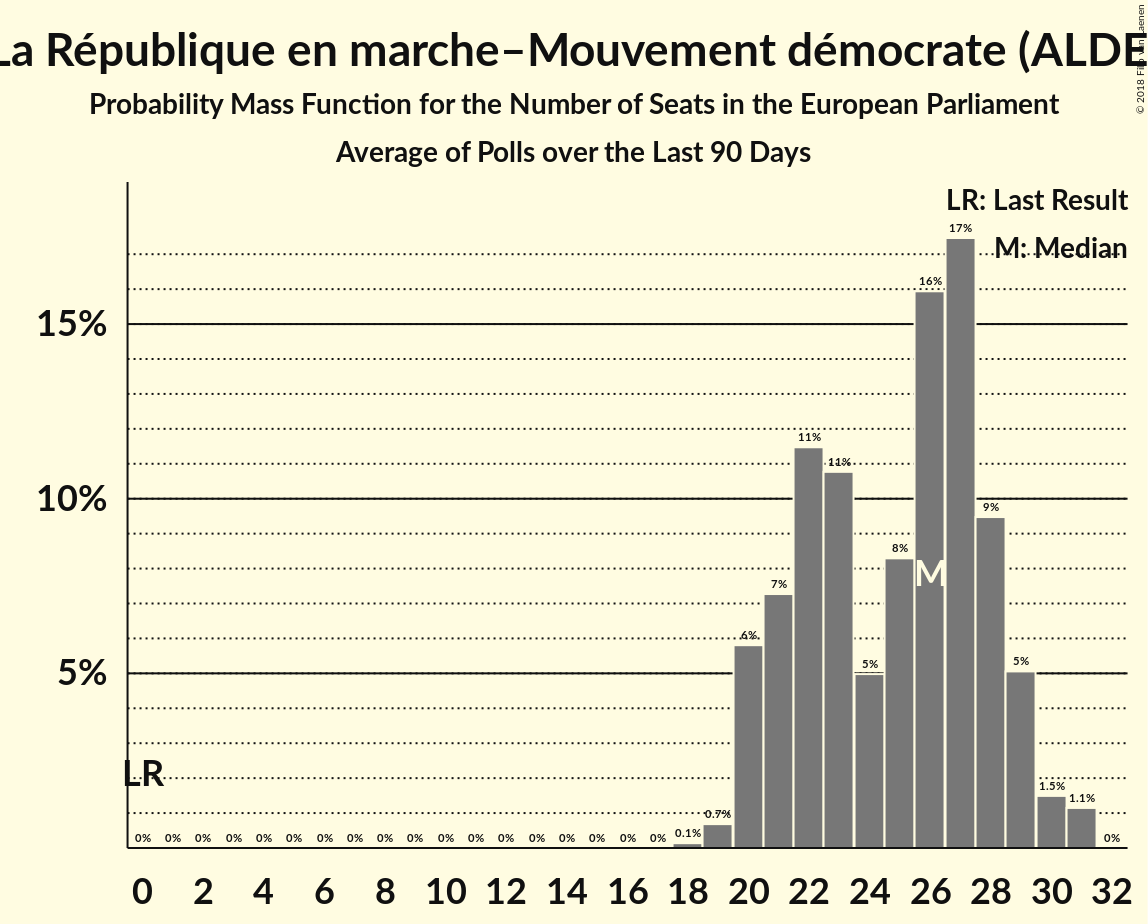 La République en marche–Mouvement démocrate (ALDE
Probability Mass Function for the Number of Seats in the European Parliament
Average of Polls over the Last 90 Days
© 2018 Filip van Laenen
LR: Last Result
M: Median
17%
16%
15%
11%
11%
10%
9%
8%
M
7%
6%
5%
5%
5%
LR
1.5%
1.1%
0% 0% 0% 0% 0% 0% 0% 0% 0% 0% 0% 0% 0% 0% 0% 0% 0% 0% 0.1% 0.7% 0%
0 2 4 6 8 10 12 14 16 18 20 22 24 26 28 30 32